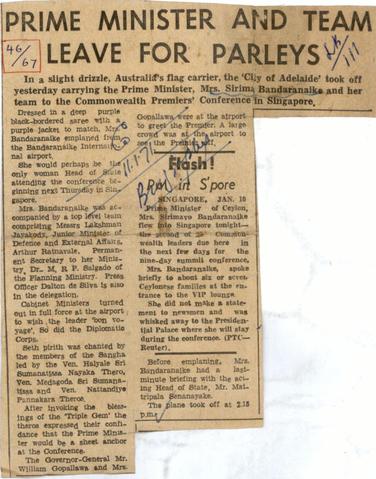 PRIME MINISTER AND TEAM
LEAVE FOR PARLEYS
46/67
In a slight drizzle, Australif's flag carrier, the 'City of Adelaide' took off
yesterday carrying the Prime Minister, Mrs. Sirima Bandaranaike and her
team to the Commonwealth Premiers' Conference in Singapore.
Dressed in a deep purple
black-bordered saree with a
purple jacket to match, Mrs.
Bandaranaike emplaned from
the Bandaranaike Internaion-
al airport.
She would perhaps be the
only woman Head of State
attending the conference be-
ginning next Thursday in Sin-
gapore.
Mrs. Bandaranaike was ac-
companied by a top level team
comprising Messrs Lakshman
Jayakody, Junior Minister of
Defence and External Affairs,
Arthur Ratnavele, Perman-
ent Secretary to her Minis-
try, Dr. M. R. P. Salgado of
the Planning Ministry. Press
Officer Dalton de Silva is also
in the delegation.
Cabinet Ministers turned
out in full force at the airport
to wish the leader 'bon voy-
age'. So did the Diplomatic
Corps.
Seth pirith was chanted by
the members of the Sangha
led by the Ven. Halyale Sri
Sumanatissa Nayaka Thero,
Ven. Medagoda Sri Sumana-
tissa and Ven. Nattandiye
Pannakara Theros.
After invoking the bless-
ings of the 'Triple Gem' the
theros expressed their confi-
dence that the Prime Minis-
ter would be a sheet anchor
at the Conference.
The Governor-General Mr.
William Gopallawa and Mrs.
Gopallawa were at the airport
to greet the Premier. A large
crowd was at the airport to
the
11.1.71
Flash!
in S'pore
SINGAPORE, JAN. 10
Prime Minister of Ceylon,
Mrs. Sirimavo Bandaranaike
flew into Singapore tonight—
the second of Common-
wealth leaders due here in
the next few days for the
nine-day summit conference.
Mrs. Bandaranaike, spoke
briefly to about six or seven
Ceylonese families at the en-
trance to the VIP lounge.
She did not make a state-
ment to newsmen and was
whisked away to the Presiden-
tial Palace where she will stay
during the conference. (PTC—
Reuter).
Before emplaning, Mrs.
Bandaranaike had a last-
minute briefing with the act-
ing Head of State, Mr. Mai-
tripala Senanayake.
The plane took off at 2.15
p.m.